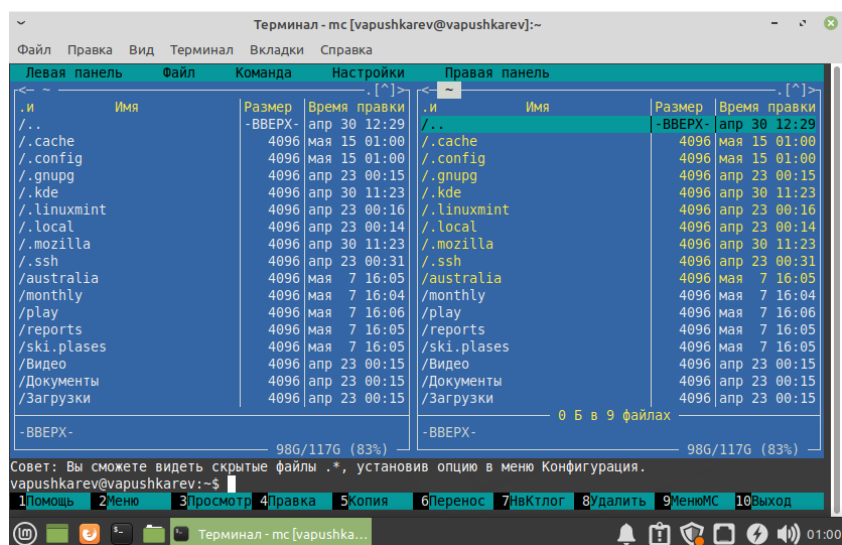 Терминал - mc [vapushkarev@vapushkarev]:~
Файл Правка Вид Терминал Вкладки Справка
Левая панель Файл Команда Настройки Правая панель
<- ~ .[^]> <- ~ .[^]>
.и Имя Размер Время правки .и Имя Размер Время правки
/.. -ВВЕРХ- апр 30 12:29 /.. -ВВЕРХ- апр 30 12:29
/.cache 4096 мая 15 01:00 /.cache 4096 мая 15 01:00
/.config 4096 мая 15 01:00 /.config 4096 мая 15 01:00
/.gnupg 4096 апр 23 00:15 /.gnupg 4096 апр 23 00:15
/.kde 4096 апр 30 11:23 /.kde 4096 апр 30 11:23
/.linuxmint 4096 апр 23 00:16 /.linuxmint 4096 апр 23 00:16
/.local 4096 апр 23 00:14 /.local 4096 апр 23 00:14
/.mozilla 4096 апр 30 11:23 /.mozilla 4096 апр 30 11:23
/.ssh 4096 апр 23 00:31 /.ssh 4096 апр 23 00:31
/australia 4096 мая 7 16:05 /australia 4096 мая 7 16:05
/monthly 4096 мая 7 16:04 /monthly 4096 мая 7 16:04
/play 4096 мая 7 16:06 /play 4096 мая 7 16:06
/reports 4096 мая 7 16:05 /reports 4096 мая 7 16:05
/ski.plases 4096 мая 7 16:05 /ski.plases 4096 мая 7 16:05
/Видео 4096 апр 23 00:15 /Видео 4096 апр 23 00:15
/Документы 4096 апр 23 00:15 /Документы 4096 апр 23 00:15
/Загрузки 4096 апр 23 00:15 /Загрузки 4096 апр 23 00:15
0 Б в 9 файлах
-ВВЕРХ- -ВВЕРХ-
98G/117G (83%) 98G/117G (83%)
Совет: Вы сможете видеть скрытые файлы .*, установив опцию в меню Конфигурация.
vapushkarev@vapushkarev:~$
1Помощь 2Меню 3Просмотр 4Правка 5Копия 6Перенос 7НвКтлог 8Удалить 9МенюМС 10Выход
Терминал - mc [vapushka... 01:00